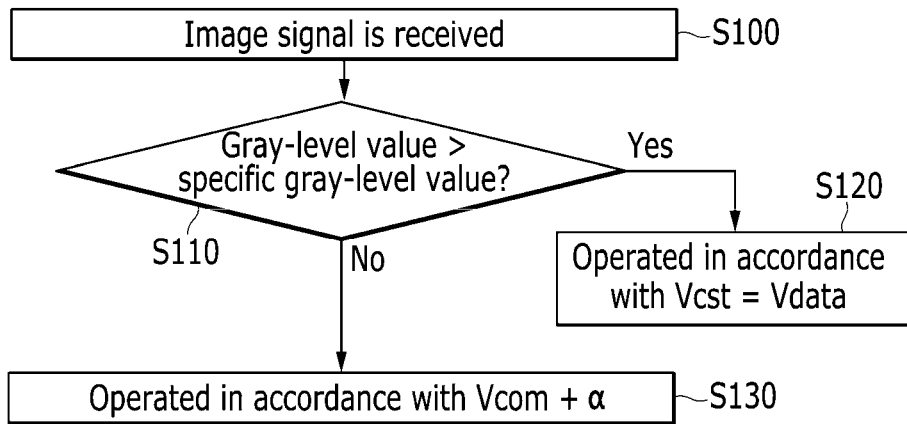 Image signal is received
S100
Gray-level value >
specific gray-level value?
Yes
S110
No
S120
Operated in accordance
with Vcst = Vdata
Operated in accordance with Vcom + α
S130